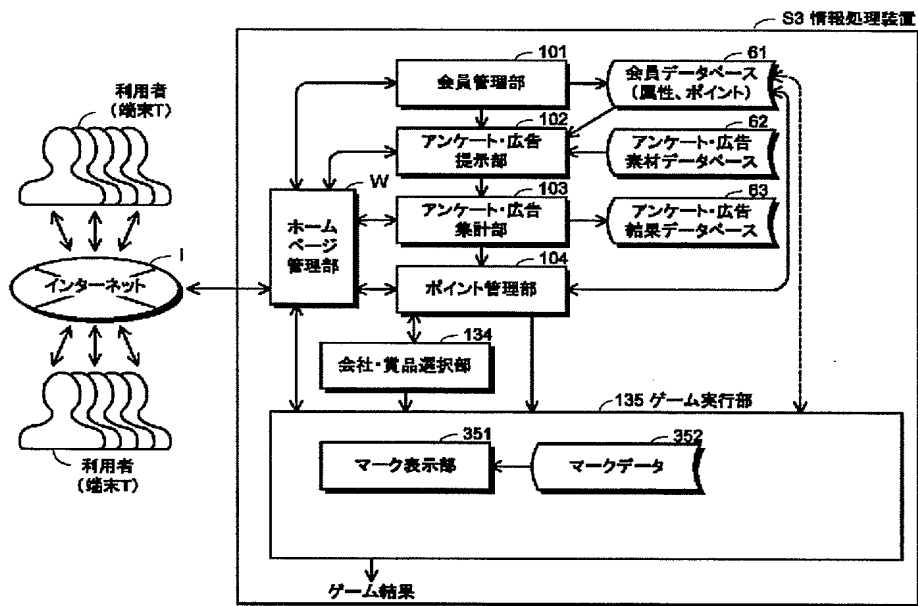 S3 情報処理装置
利用者
(端末T)
インターネット
I
利用者
(端末T)
W
ホーム
ページ
管理部
101
会員管理部
61
会員データベース
(属性、ポイント)
102
アンケート・広告
提示部
62
アンケート・広告
素材データベース
103
アンケート・広告
集計部
63
アンケート・広告
結果データベース
104
ポイント管理部
134
会社・賞品選択部
135 ゲーム実行部
351
マーク表示部
352
マークデータ
ゲーム結果